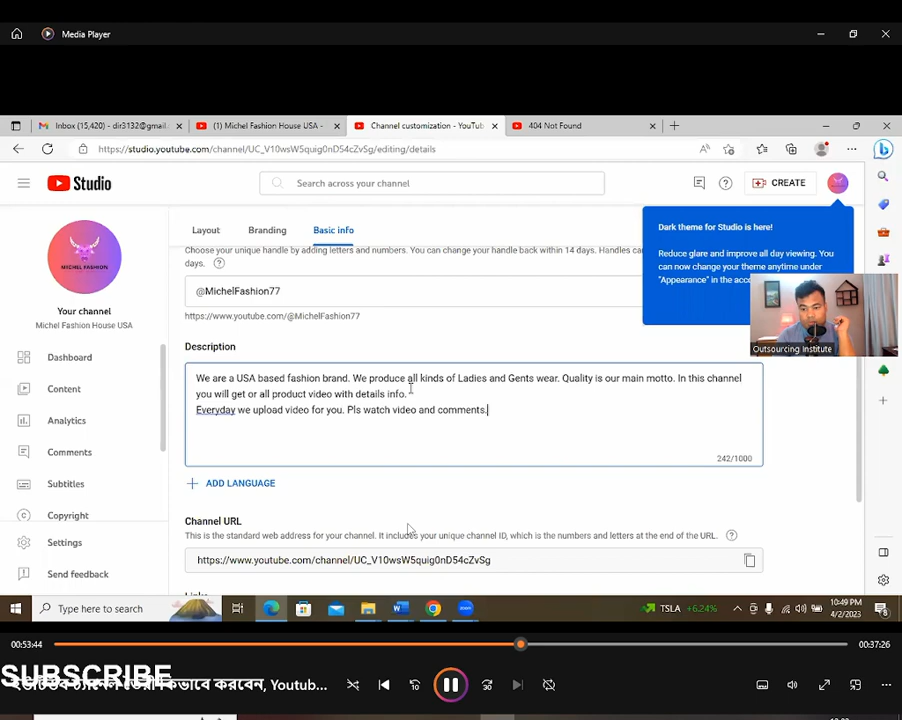 Media Player
Inbox (15,420) - dir3132@gmail.
(1) Michel Fashion House USA -
Channel customization - YouTub
404 Not Found
https://studio.youtube.com/channel/UC_V10wsW5quig0nD54cZvSg/editing/details
Studio
Search across your channel
CREATE
Layout
Branding
Basic info
Dark theme for Studio is here!
Reduce glare and improve all day viewing. You
can now change your theme anytime under
"Appearance" in the acco
Outsourcing Institute
MICHEL FASHION
Your channel
Michel Fashion House USA
Dashboard
Content
Analytics
Comments
Subtitles
Copyright
Settings
Send feedback
Choose your unique handle by adding letters and numbers. You can change your handle back within 14 days. Handles can
days.
@MichelFashion77
https://www.youtube.com/@MichelFashion77
Description
We are a USA based fashion brand. We produce all kinds of Ladies and Gents wear. Quality is our main motto. In this channel
you will get or all product video with details info.
Everyday we upload video for you. Pls watch video and comments.
242/1000
ADD LANGUAGE
Channel URL
This is the standard web address for your channel. It includes your unique channel ID, which is the numbers and letters at the end of the URL.
https://www.youtube.com/channel/UC_V10wsW5quig0nD54cZvSg
Links
Type here to search
TSLA +6.24%
10:49 PM
4/2/2023
8
00:53:44
00:37:26
SUBSCRIBE
চ্যানেল তৈরী কিভাবে করবেন, Youtub...
10
30